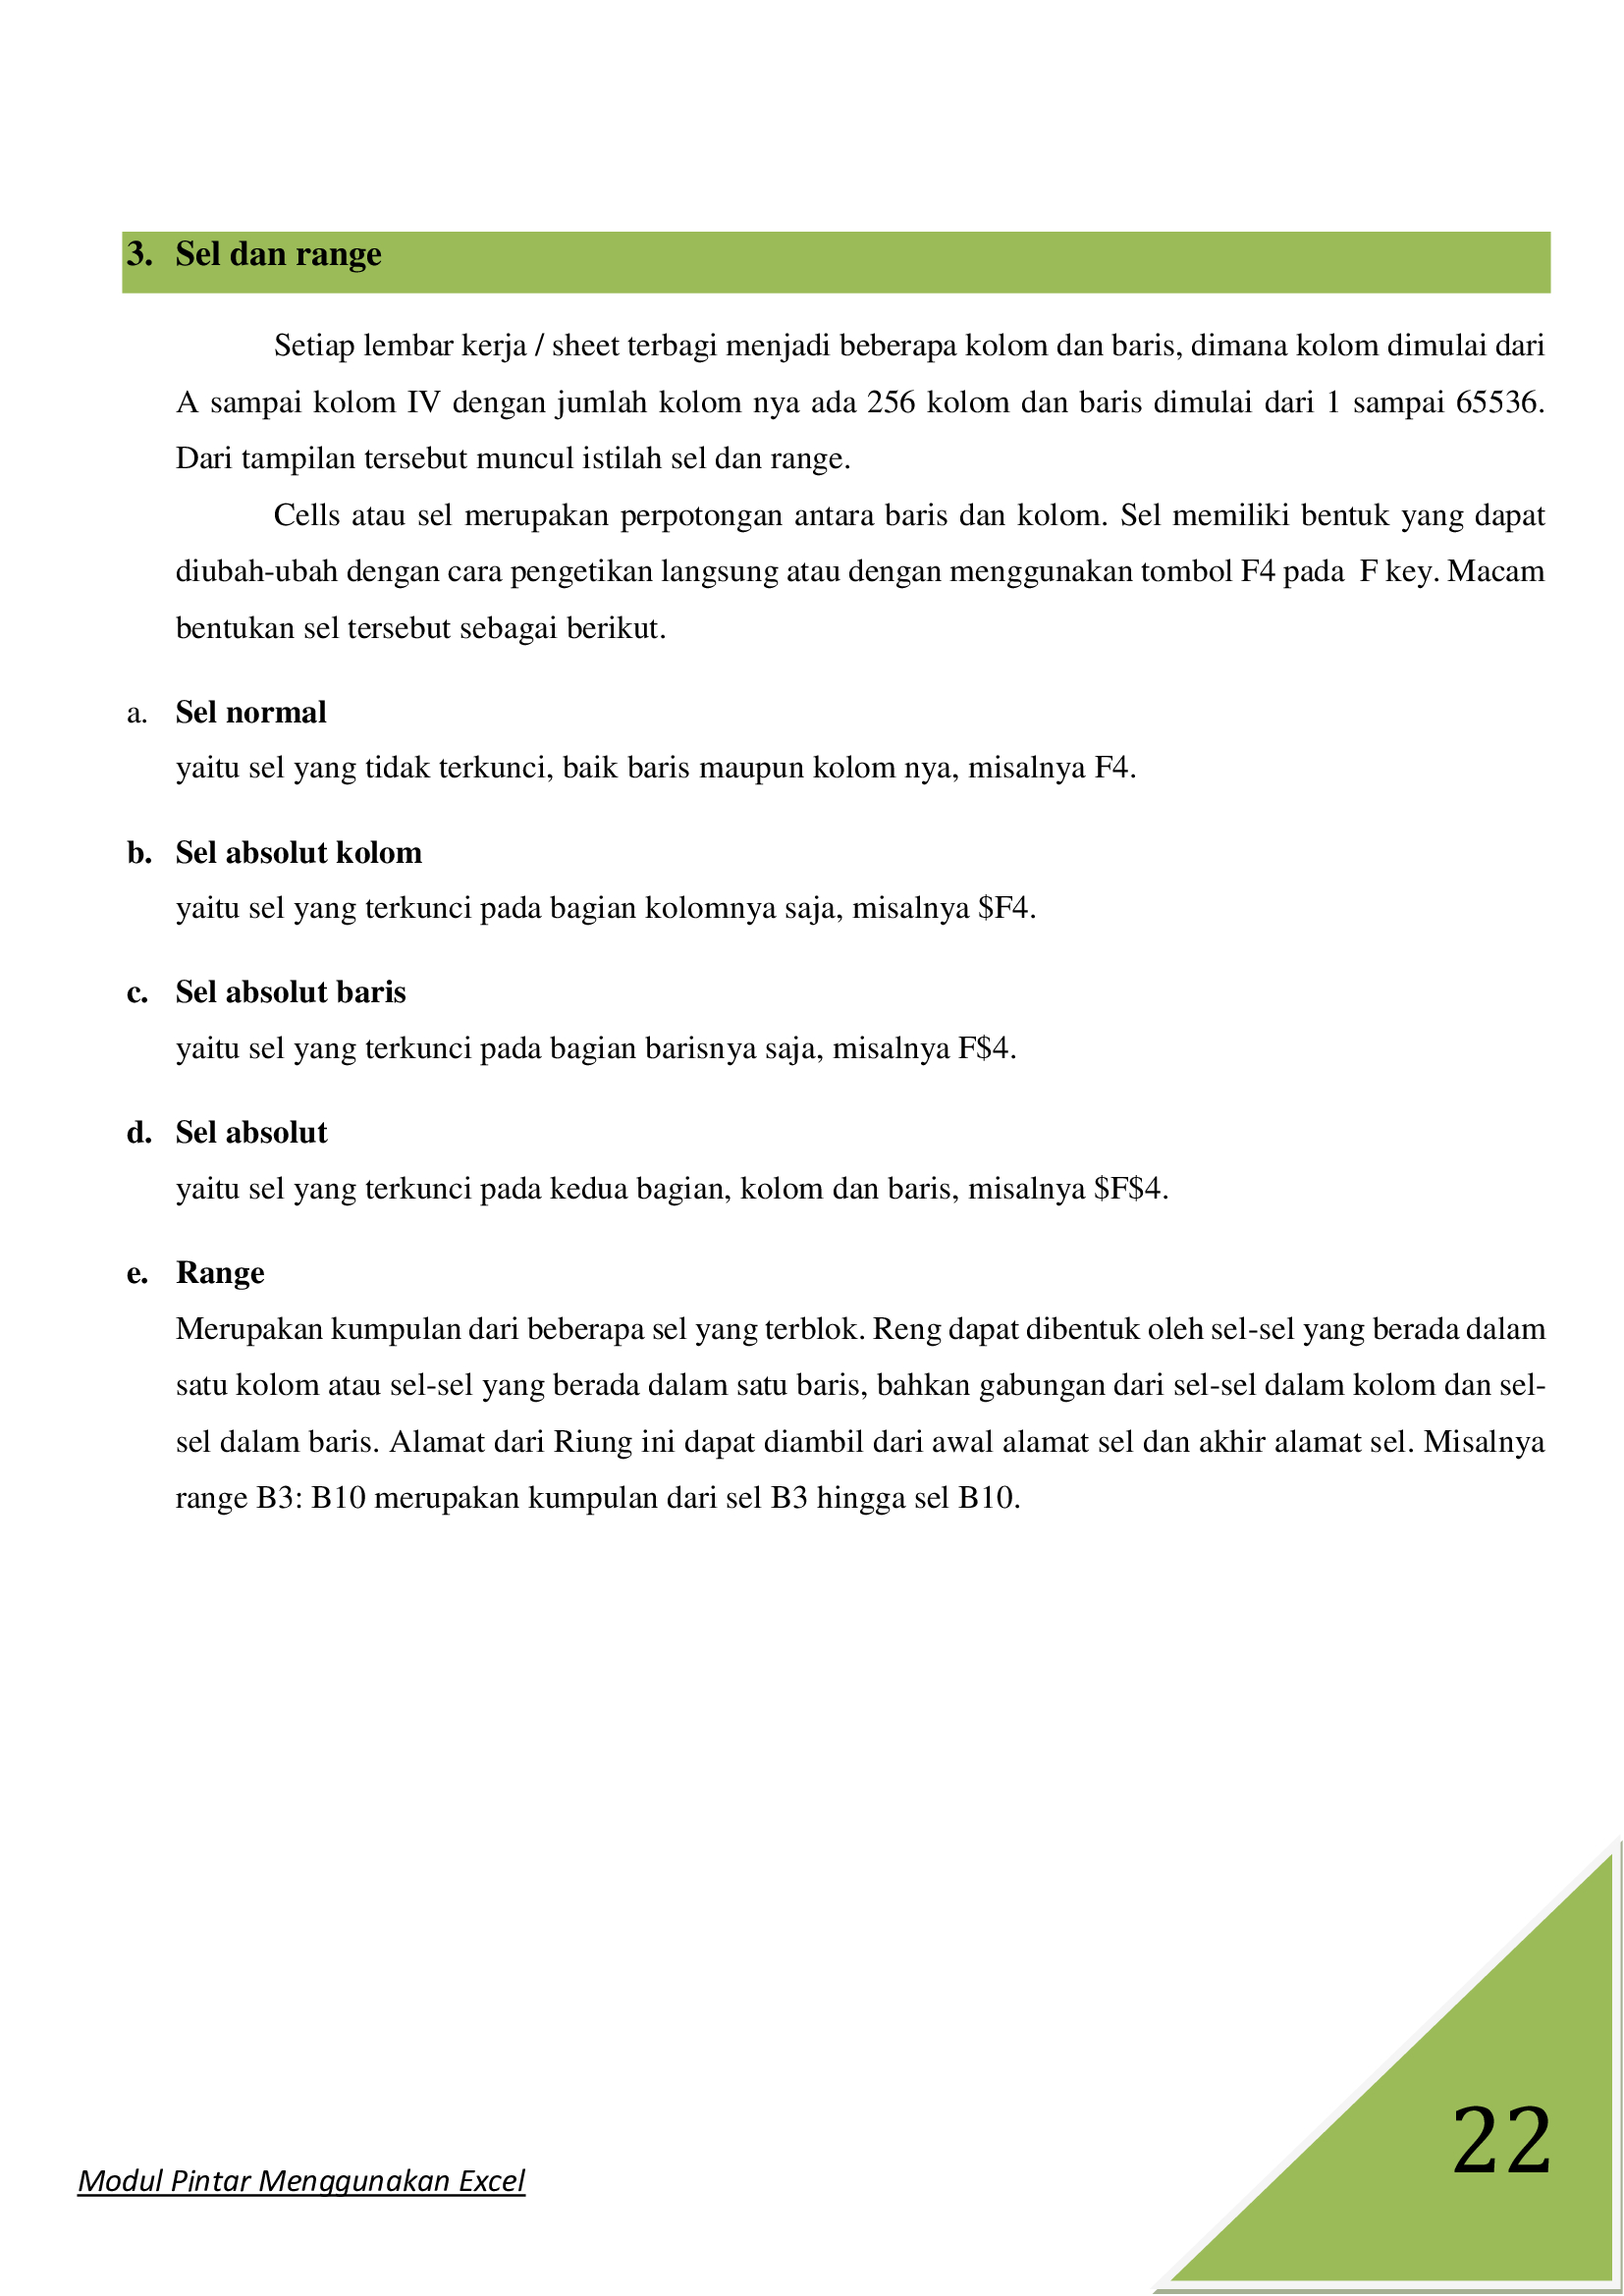 3. Sel dan range
Setiap lembar kerja / sheet terbagi menjadi beberapa kolom dan baris, dimana kolom dimulai dari
A sampai kolom IV dengan jumlah kolom nya ada 256 kolom dan baris dimulai dari 1 sampai 65536.
Dari tampilan tersebut muncul istilah sel dan range.
Cells atau sel merupakan perpotongan antara baris dan kolom. Sel memiliki bentuk yang dapat
diubah-ubah dengan cara pengetikan langsung atau dengan menggunakan tombol F4 pada F key. Macam
bentukan sel tersebut sebagai berikut.
a. Sel normal
yaitu sel yang tidak terkunci, baik baris maupun kolom nya, misalnya F4.
b. Sel absolut kolom
yaitu sel yang terkunci pada bagian kolomnya saja, misalnya $F4.
c. Sel absolut baris
yaitu sel yang terkunci pada bagian barisnya saja, misalnya F$4.
d. Sel absolut
yaitu sel yang terkunci pada kedua bagian, kolom dan baris, misalnya $F$4.
e. Range
Merupakan kumpulan dari beberapa sel yang terblok. Reng dapat dibentuk oleh sel-sel yang berada dalam
satu kolom atau sel-sel yang berada dalam satu baris, bahkan gabungan dari sel-sel dalam kolom dan sel-
sel dalam baris. Alamat dari Riung ini dapat diambil dari awal alamat sel dan akhir alamat sel. Misalnya
range B3: B10 merupakan kumpulan dari sel B3 hingga sel B10.
22
Modul Pintar Menggunakan Excel